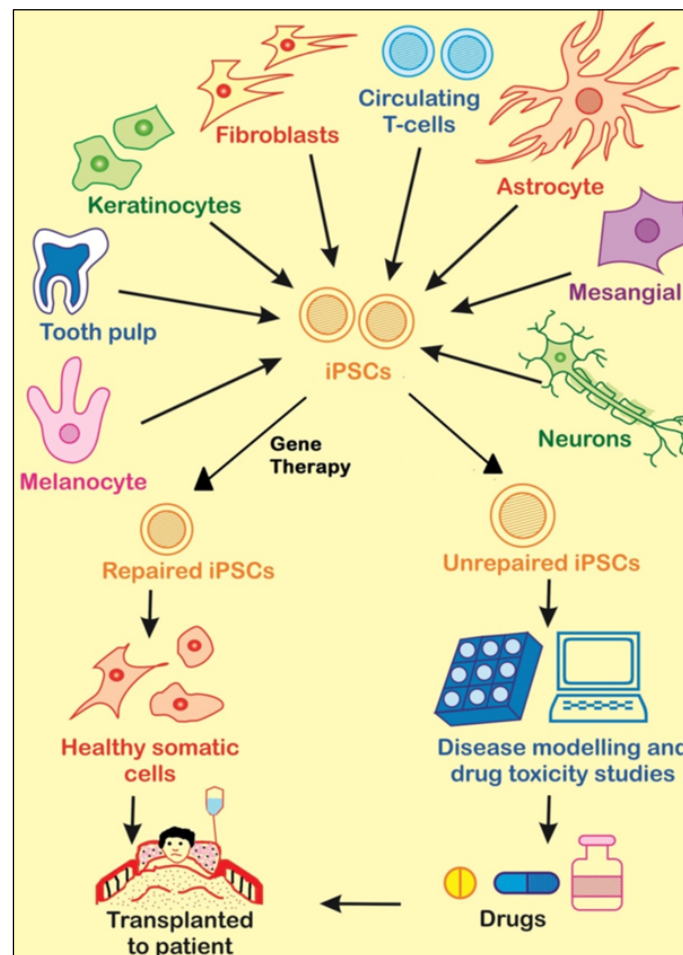 Circulating
T-cells
Fibroblasts
Astrocyte
Keratinocytes
Mesangial
Tooth pulp
iPSCs
Neurons
Gene
Therapy
Melanocyte
Repaired iPSCs
Unrepaired iPSCs
Healthy somatic
cells
Disease modelling and
drug toxicity studies
Drugs
Transplanted
to patient